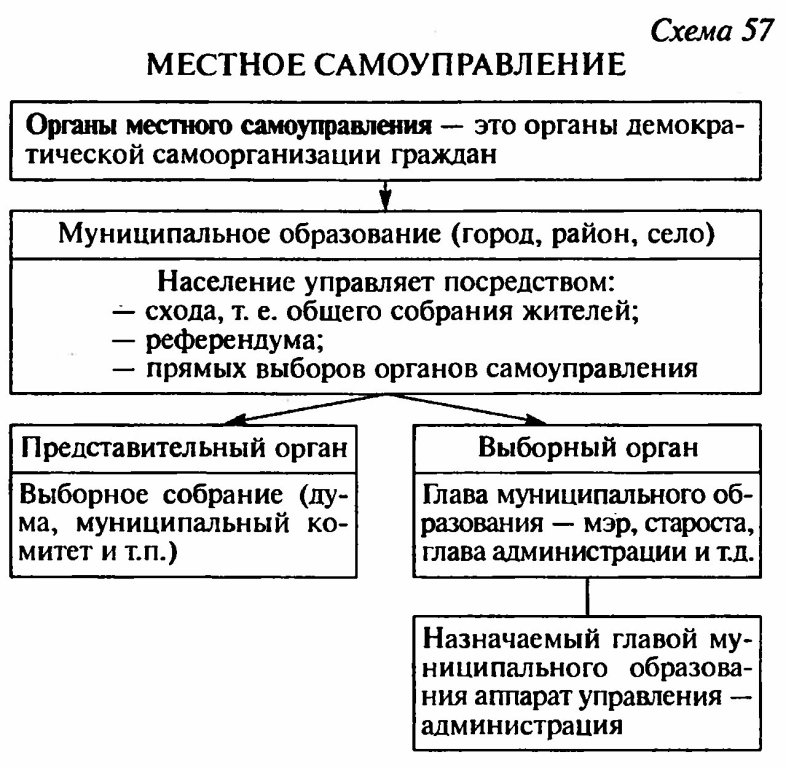 Схема 57
МЕСТНОЕ САМОУПРАВЛЕНИЕ
Органы местного самоуправления — это органы демокра-
тической самоорганизации граждан
Муниципальное образование (город, район, село)
Население управляет посредством:
— схода, т. е. общего собрания жителей;
— референдума;
— прямых выборов органов самоуправления
Представительный орган
Выборное собрание (ду-
ма, муниципальный ко-
митет и т.п.)
Выборный орган
Глава муниципального об-
разования — мэр, староста,
глава администрации и т.д.
Назначаемый главой му-
ниципального образова-
ния аппарат управления —
администрация